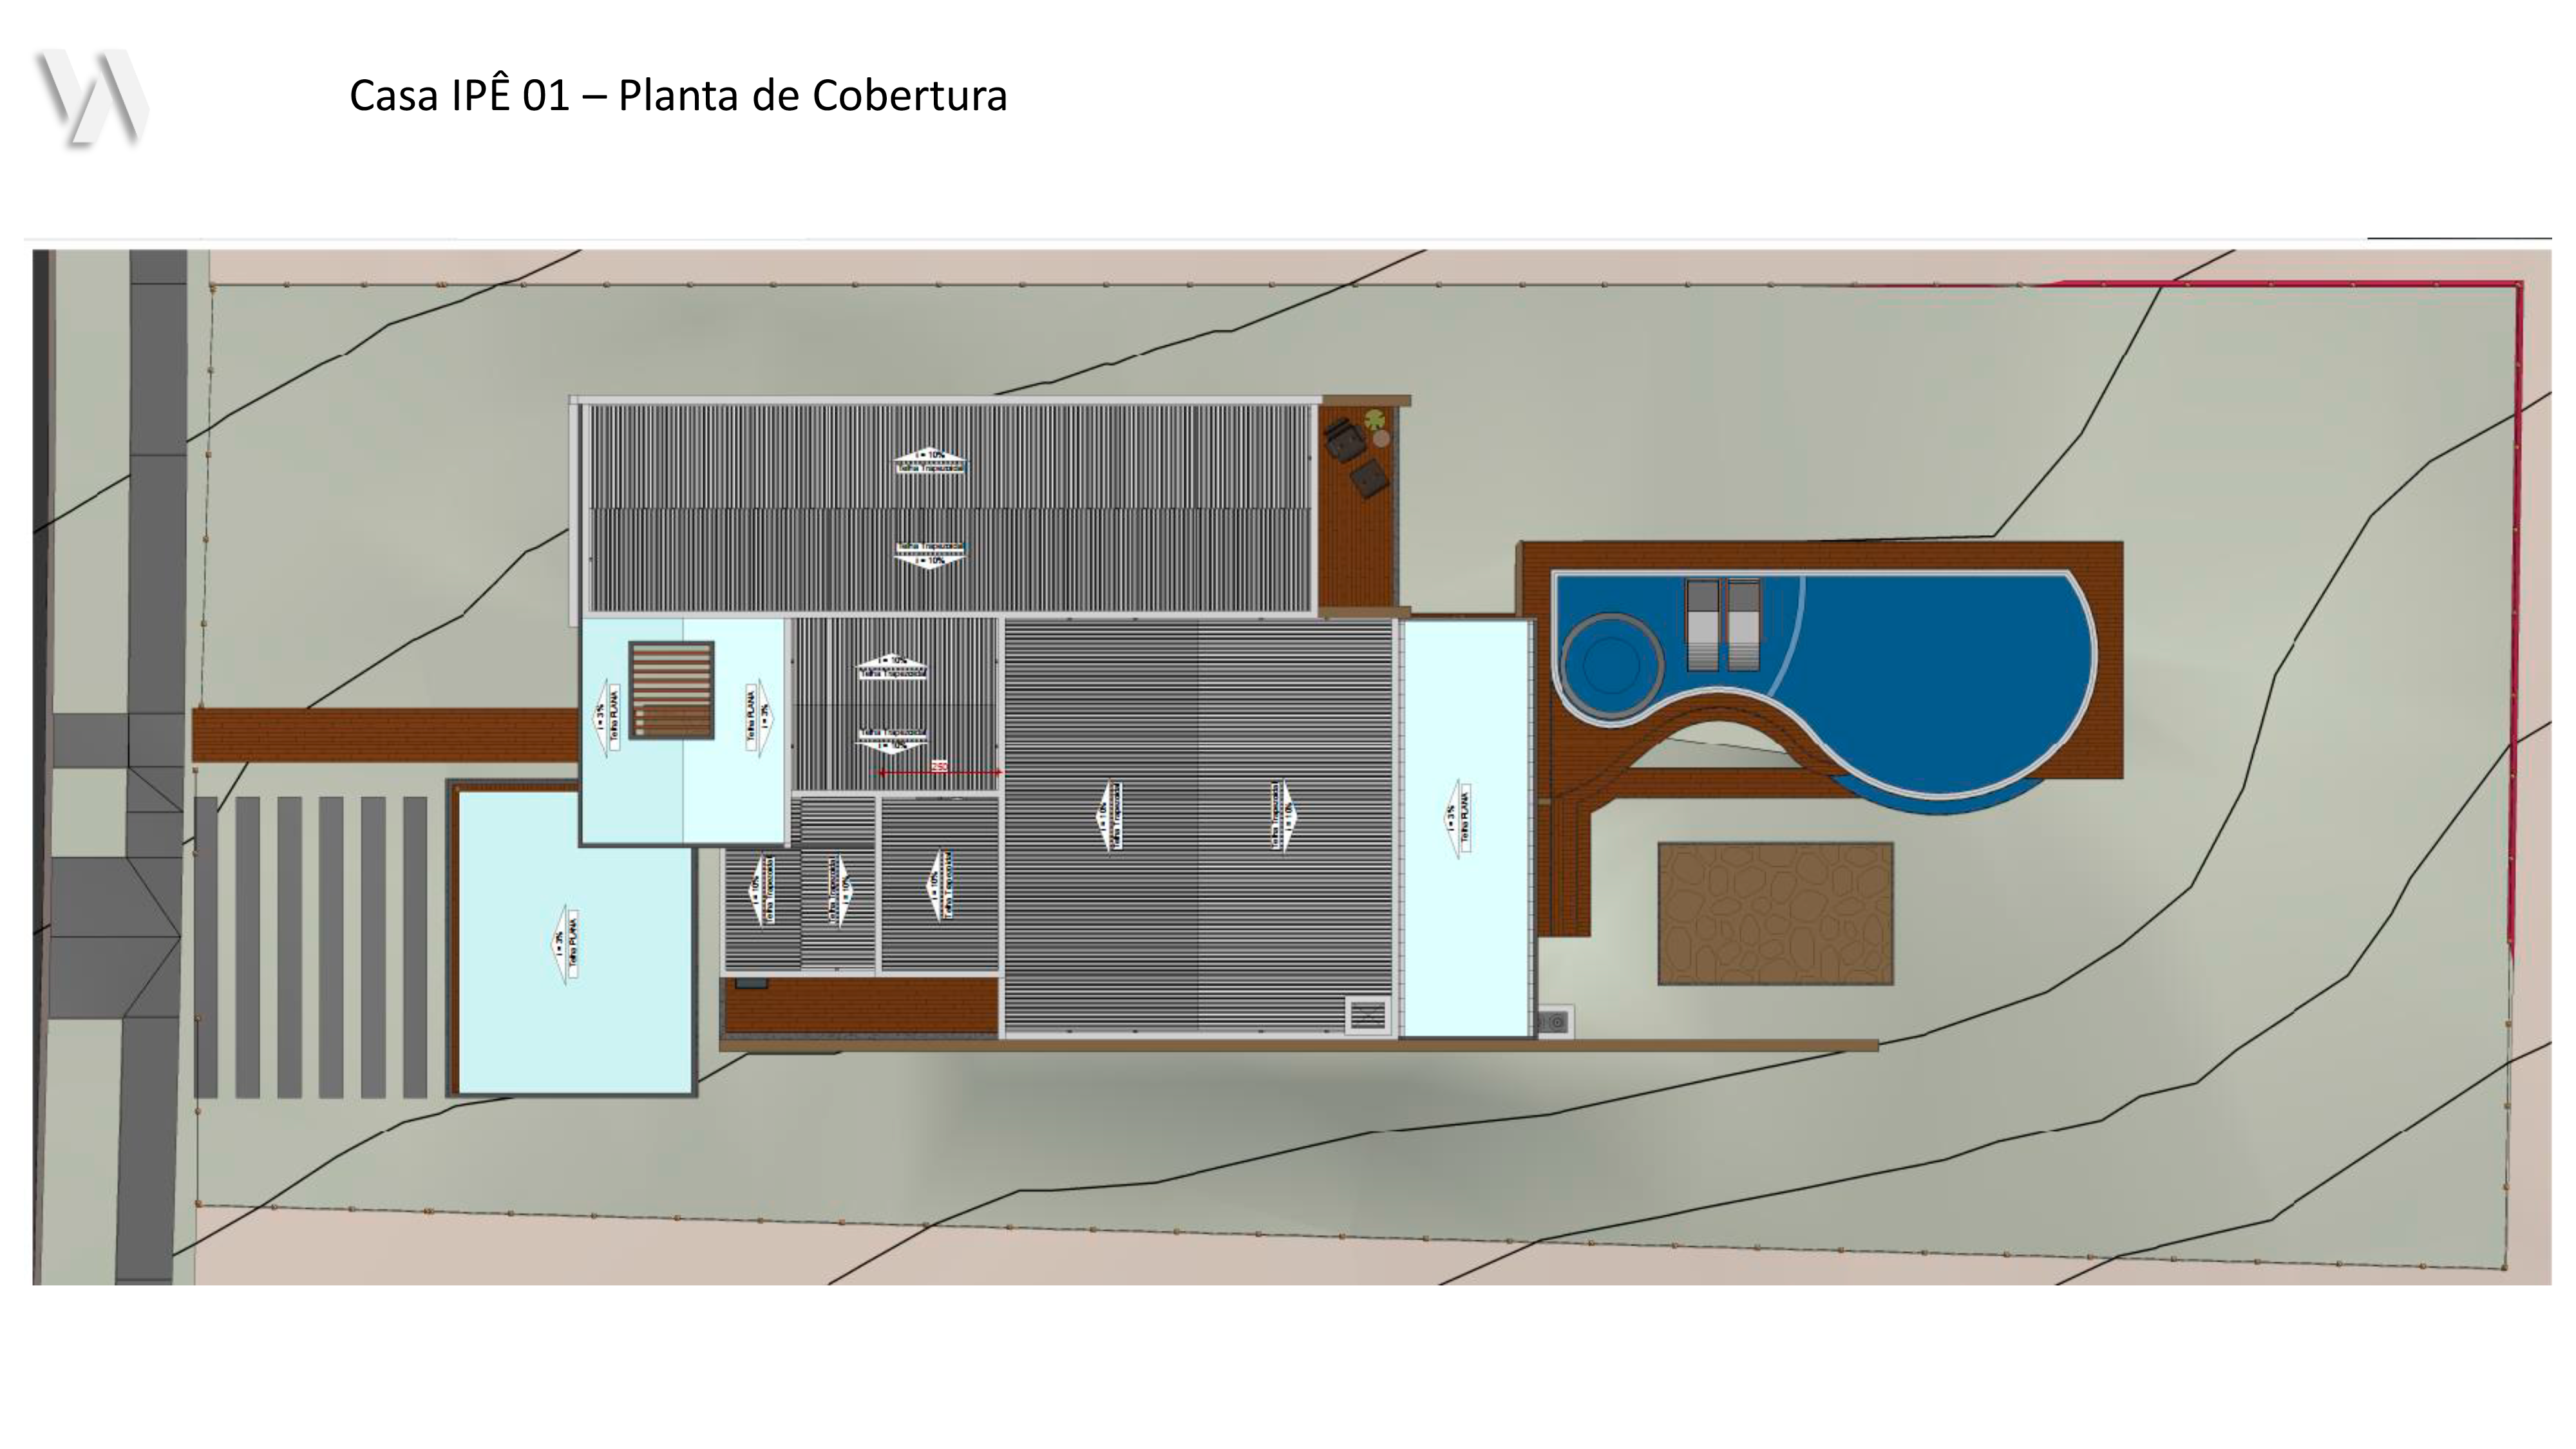 Casa IPÊ 01 – Planta de Cobertura
i = 10%
Telha Trapezoidal
Telha Trapezoidal
i = 10%
i = 3%
Telha PLANA
Telha PLANA
i = 3%
i = 10%
Telha Trapezoidal
Telha Trapezoidal
i = 10%
250
i = 10%
Telha Trapezoidal
Telha Trapezoidal
i = 10%
i = 10%
Telha Trapezoidal
i = 10%
Telha Trapezoidal
Telha Trapezoidal
i = 10%
i = 3%
Telha PLANA
i = 3%
Telha PLANA